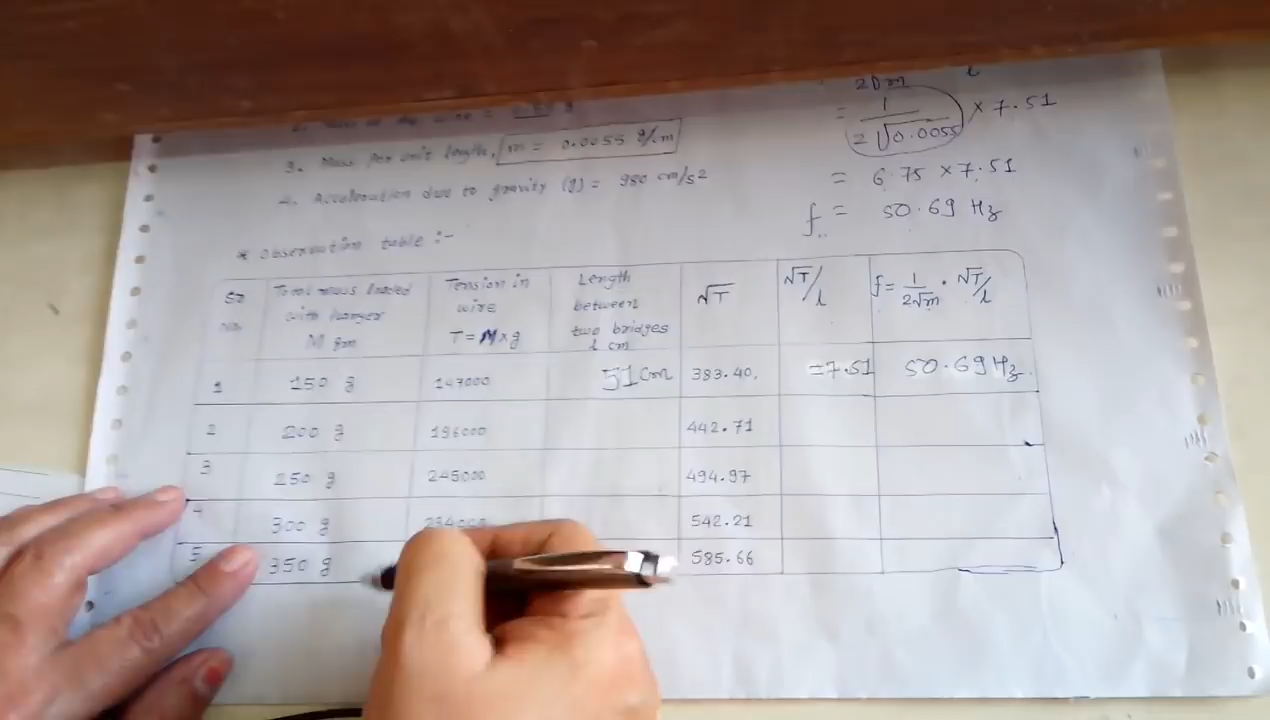 2√m l
= 1 / 2√0.0055 × 7.51
3. Mass per unit length, m = 0.0055 g/cm
= 6.75 × 7.51
4. Acceleration due to gravity (g) = 980 cm/s²
f = 50.69 Hz
* Observation table :-
Sr No. | Total mass loaded with hanger M gm | Tension in wire T = M×g | Length between two bridges l cm | √T | √T/l | f = 1/2√m · √T/l
1 | 150 g | 147000 | 51 cm | 383.40. | =7.51 | 50.69 Hz.
2 | 200 g | 196000 | 442.71
3 | 250 g | 245000 | 494.97
4 | 300 g | 542.21
5 | 350 g | 585.66